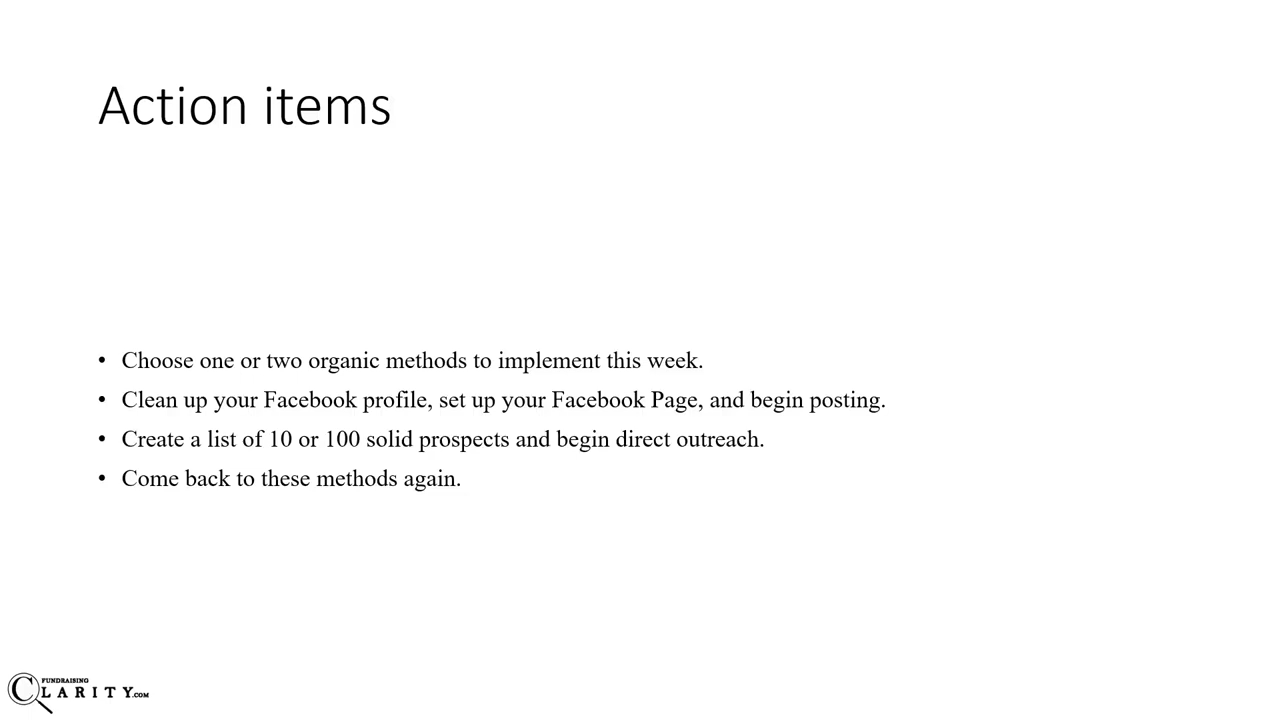 Action items
• Choose one or two organic methods to implement this week.
• Clean up your Facebook profile, set up your Facebook Page, and begin posting.
• Create a list of 10 or 100 solid prospects and begin direct outreach.
• Come back to these methods again.
FUNDRAISING
CLARITY.COM